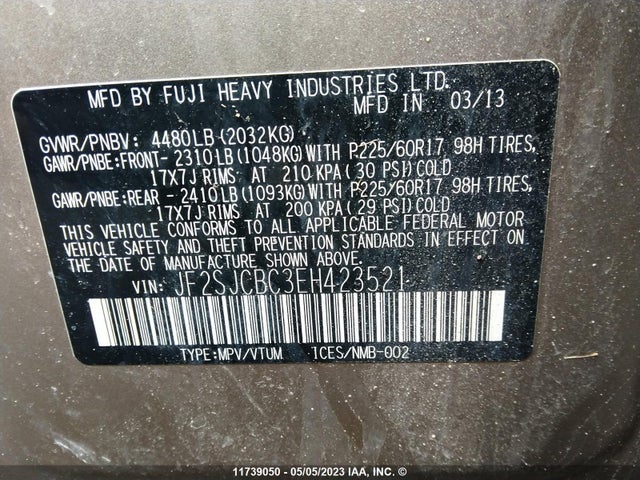 MFD BY FUJI HEAVY INDUSTRIES LTD.
MFD IN 03/13
GVWR/PNBV: 4480LB(2032KG)
GAWR/PNBE:FRONT- 2310LB(1048KG)WITH P225/60R17 98H TIRES,
17X7J RIMS AT 210 KPA(30 PSI)COLD
GAWR/PNBE:REAR - 2410LB(1093KG)WITH P225/60R17 98H TIRES,
17X7J RIMS AT 200 KPA(29 PSI)COLD
THIS VEHICLE CONFORMS TO ALL APPLICABLE FEDERAL MOTOR
VEHICLE SAFETY AND THEFT PREVENTION STANDARDS IN EFFECT ON
THE DATE OF MANUFACTURE SHOWN ABOVE.
VIN: JF2SJCBC3EH423521
TYPE:MPV/VTUM ICES/NMB-002
11739050 - 05/05/2023 IAA, INC. ©